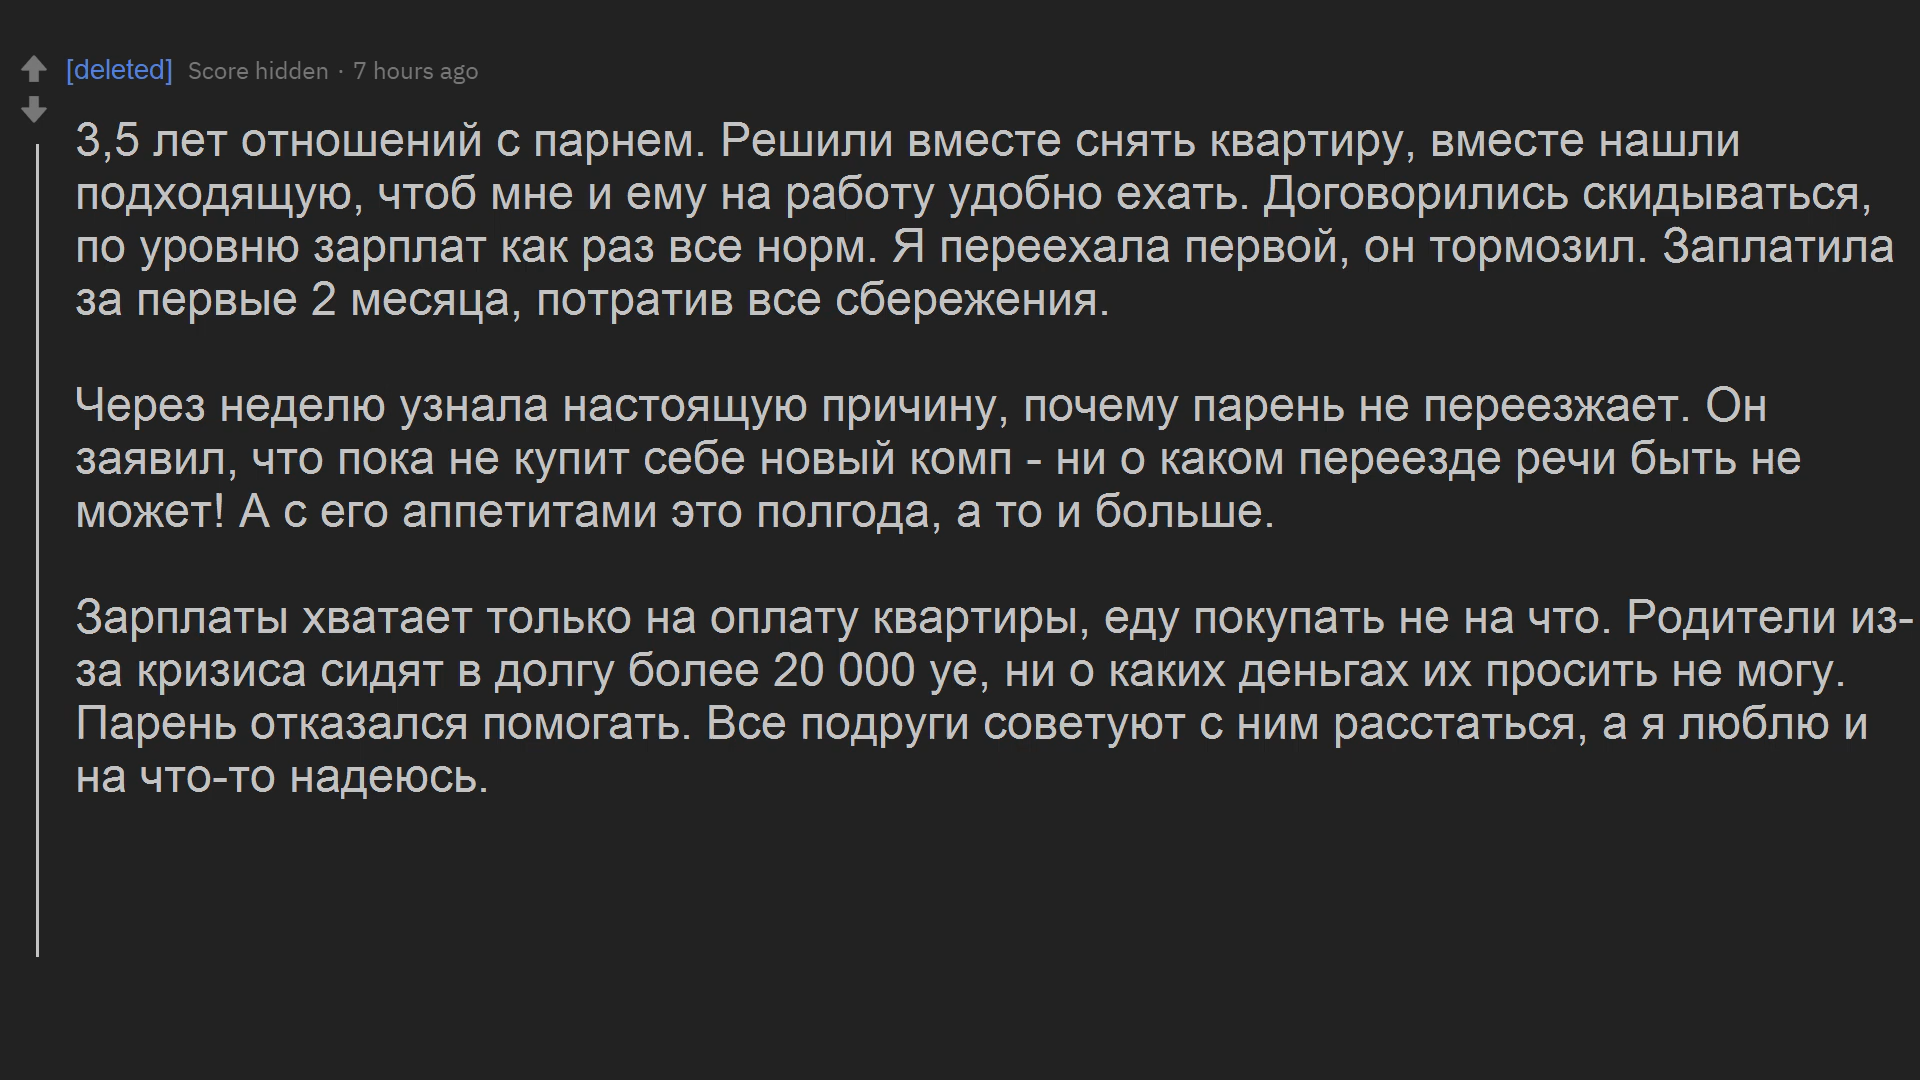 [deleted] Score hidden · 7 hours ago
3,5 лет отношений с парнем. Решили вместе снять квартиру, вместе нашли
подходящую, чтоб мне и ему на работу удобно ехать. Договорились скидываться,
по уровню зарплат как раз все норм. Я переехала первой, он тормозил. Заплатила
за первые 2 месяца, потратив все сбережения.
Через неделю узнала настоящую причину, почему парень не переезжает. Он
заявил, что пока не купит себе новый комп - ни о каком переезде речи быть не
может! А с его аппетитами это полгода, а то и больше.
Зарплаты хватает только на оплату квартиры, еду покупать не на что. Родители из-
за кризиса сидят в долгу более 20 000 уе, ни о каких деньгах их просить не могу.
Парень отказался помогать. Все подруги советуют с ним расстаться, а я люблю и
на что-то надеюсь.